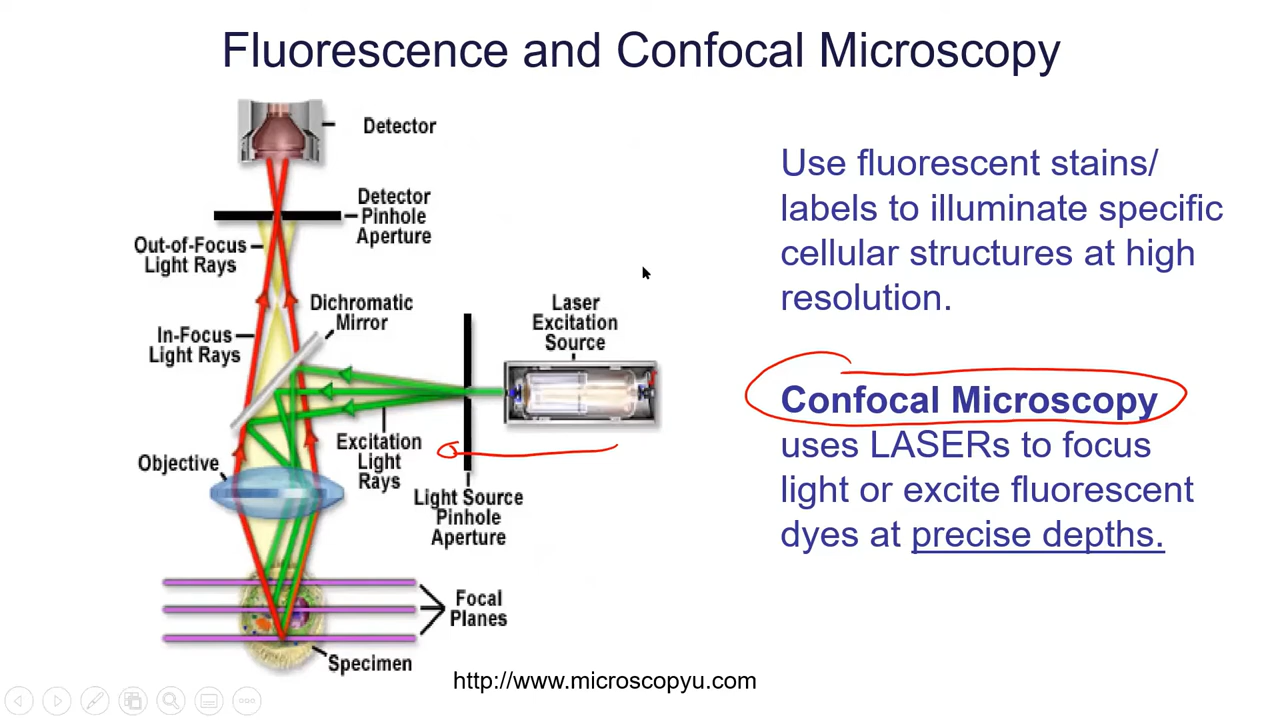 Fluorescence and Confocal Microscopy
Detector
Detector
Pinhole
Aperture
Out-of-Focus
Light Rays
Dichromatic
Mirror
In-Focus
Light Rays
Laser
Excitation
Source
Excitation
Light
Rays
Objective
Light Source
Pinhole
Aperture
Focal
Planes
Specimen
http://www.microscopyu.com
Use fluorescent stains/
labels to illuminate specific
cellular structures at high
resolution.
Confocal Microscopy
uses LASERs to focus
light or excite fluorescent
dyes at precise depths.